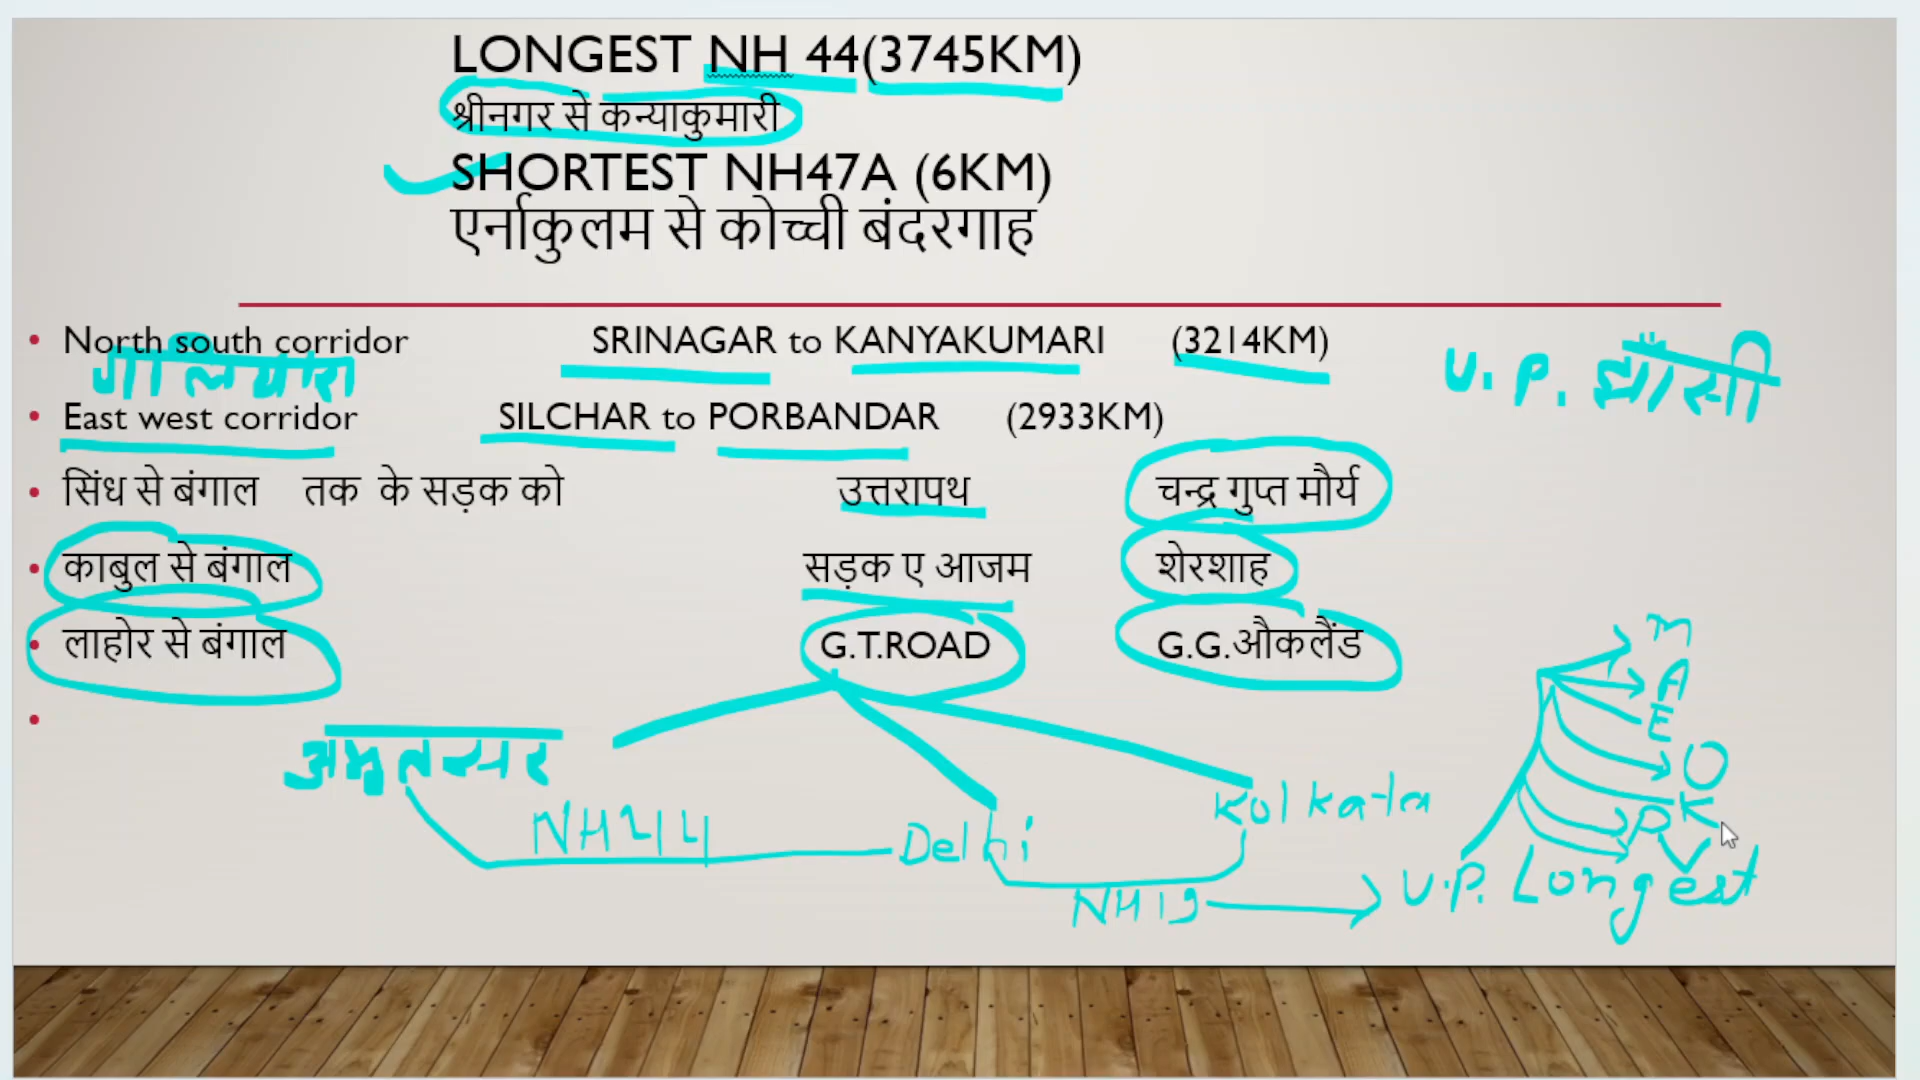 LONGEST NH 44(3745KM)
श्रीनगर से कन्याकुमारी
SHORTEST NH47A (6KM)
एर्नाकुलम से कोच्ची बंदरगाह
North south corridor SRINAGAR to KANYAKUMARI (3214KM)
U.P. झाँसी
East west corridor SILCHAR to PORBANDAR (2933KM)
सिंध से बंगाल तक के सड़क को उत्तरापथ चन्द्र गुप्त मौर्य
काबुल से बंगाल सड़क ए आजम शेरशाह
लाहोर से बंगाल G.T.ROAD G.G.औकलैंड
m
A
E
O
K
P
V
अमृतसर
NH44
Delhi
Kolkata
NH19
U.P. Longest